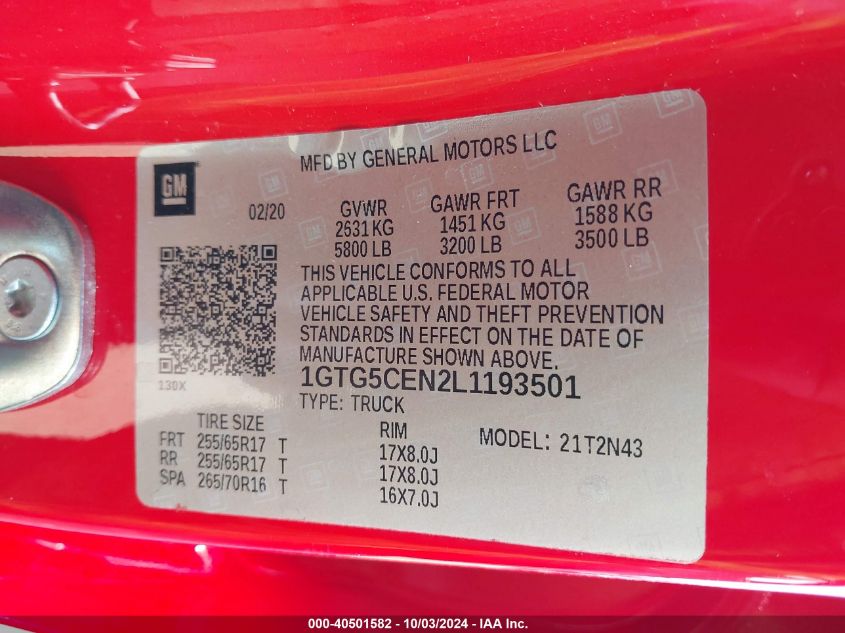 MFD BY GENERAL MOTORS LLC
GM
02/20
GVWR GAWR FRT GAWR RR
2631 KG 1451 KG 1588 KG
5800 LB 3200 LB 3500 LB
THIS VEHICLE CONFORMS TO ALL
APPLICABLE U.S. FEDERAL MOTOR
VEHICLE SAFETY AND THEFT PREVENTION
STANDARDS IN EFFECT ON THE DATE OF
MANUFACTURE SHOWN ABOVE.
130X
1GTG5CEN2L1193501
TYPE: TRUCK
TIRE SIZE RIM MODEL: 21T2N43
FRT 255/65R17 T 17X8.0J
RR 255/65R17 T 17X8.0J
SPA 265/70R16 T 16X7.0J
000-40501582 - 10/03/2024 - IAA Inc.